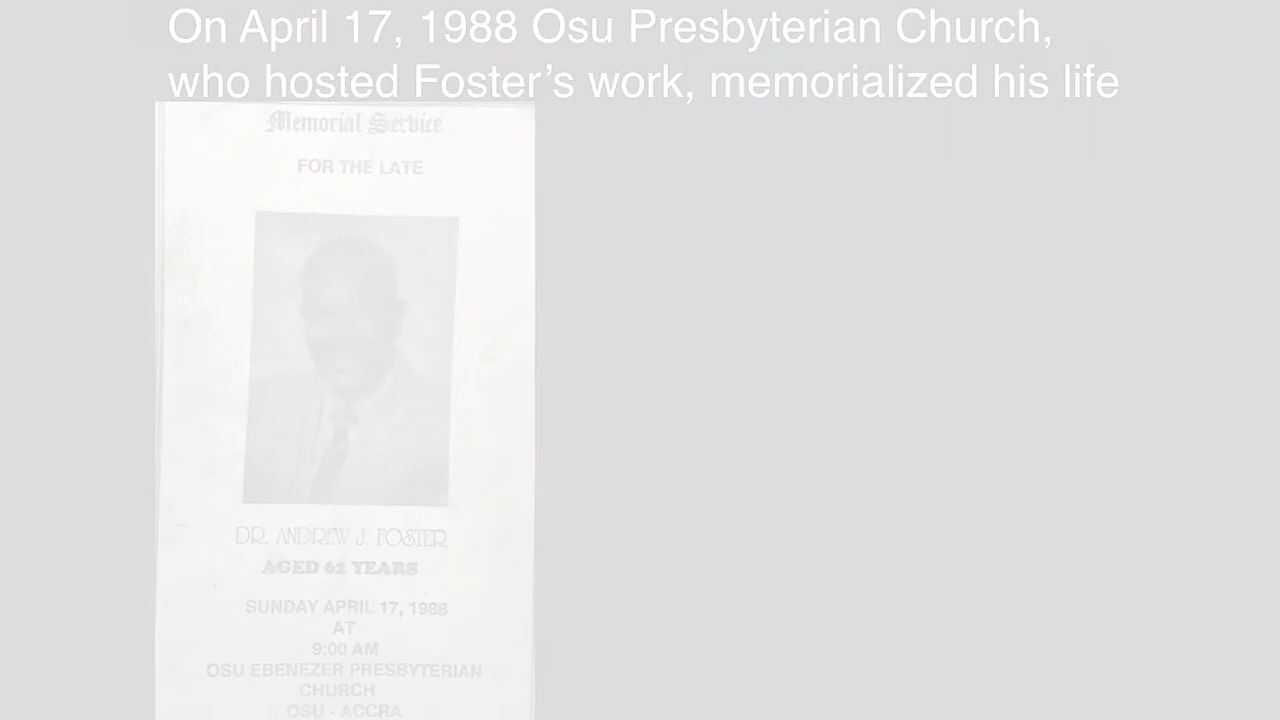 On April 17, 1988 Osu Presbyterian Church,
who hosted Foster's work, memorialized his life
Memorial Service
FOR THE LATE
DR. ANDREW J. FOSTER
AGED 62 YEARS
SUNDAY APRIL 17, 1988
AT
9:00 AM
OSU EBENEZER PRESBYTERIAN
CHURCH
OSU - ACCRA